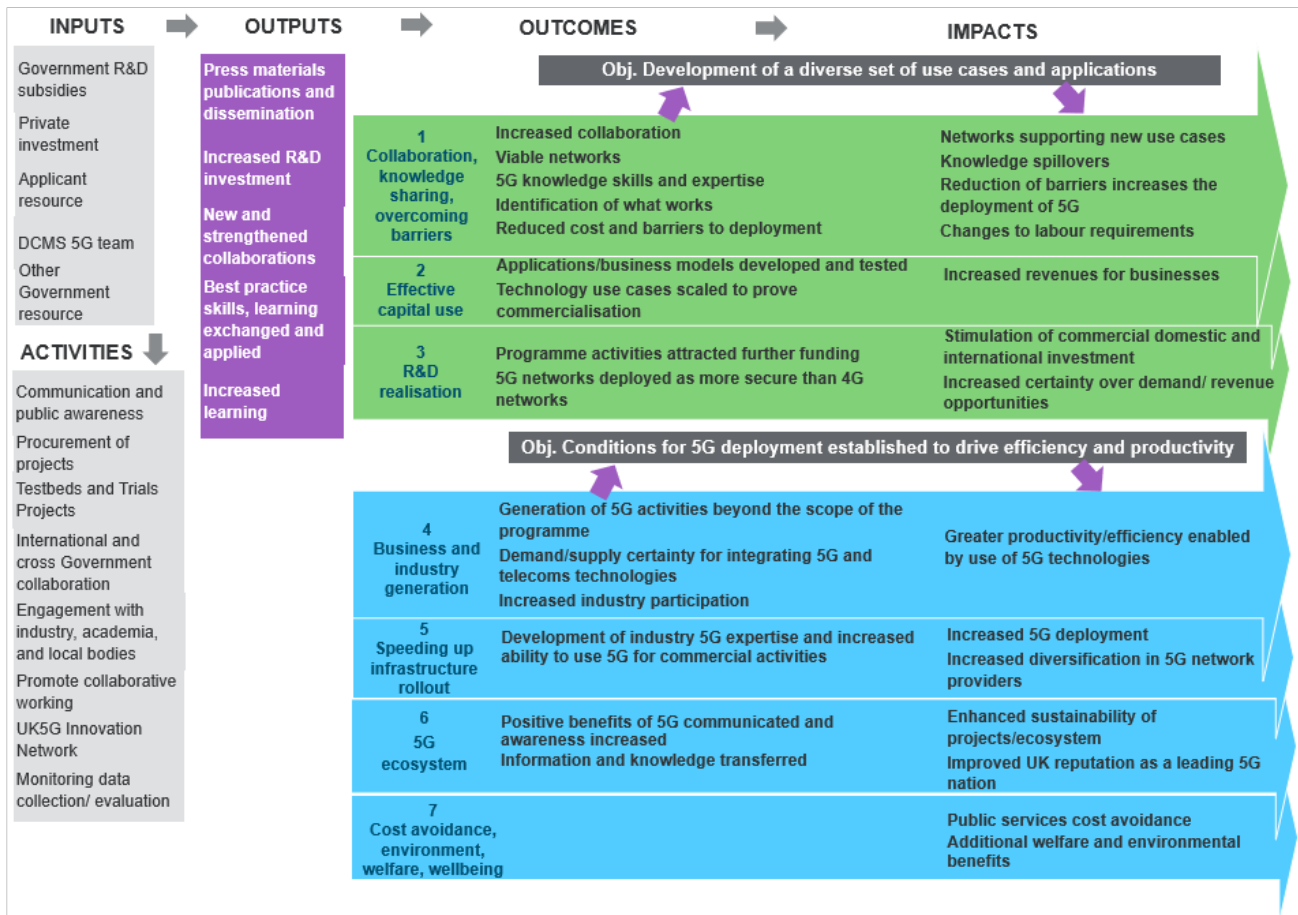 INPUTS
OUTPUTS
OUTCOMES
IMPACTS
Government R&D
subsidies
Private
investment
Applicant
resource
DCMS 5G team
Other
Government
resource
ACTIVITIES
Communication and
public awareness
Procurement of
projects
Testbeds and Trials
Projects
International and
cross Government
collaboration
Engagement with
industry, academia,
and local bodies
Promote collaborative
working
UK5G Innovation
Network
Monitoring data
collection/ evaluation
Press materials
publications and
dissemination
Increased R&D
investment
New and
strengthened
collaborations
Best practice
skills, learning
exchanged and
applied
Increased
learning
Obj. Development of a diverse set of use cases and applications
1
Collaboration,
knowledge
sharing,
overcoming
barriers
Increased collaboration
Viable networks
5G knowledge skills and expertise
Identification of what works
Reduced cost and barriers to deployment
Networks supporting new use cases
Knowledge spillovers
Reduction of barriers increases the
deployment of 5G
Changes to labour requirements
2
Effective
capital use
Applications/business models developed and tested
Technology use cases scaled to prove
commercialisation
Increased revenues for businesses
3
R&D
realisation
Programme activities attracted further funding
5G networks deployed as more secure than 4G
networks
Stimulation of commercial domestic and
international investment
Increased certainty over demand/ revenue
opportunities
Obj. Conditions for 5G deployment established to drive efficiency and productivity
4
Business and
industry
generation
Generation of 5G activities beyond the scope of the
programme
Demand/supply certainty for integrating 5G and
telecoms technologies
Increased industry participation
Greater productivity/efficiency enabled
by use of 5G technologies
5
Speeding up
infrastructure
rollout
Development of industry 5G expertise and increased
ability to use 5G for commercial activities
Increased 5G deployment
Increased diversification in 5G network
providers
6
5G
ecosystem
Positive benefits of 5G communicated and
awareness increased
Information and knowledge transferred
Enhanced sustainability of
projects/ecosystem
Improved UK reputation as a leading 5G
nation
7
Cost avoidance,
environment,
welfare, wellbeing
Public services cost avoidance
Additional welfare and environmental
benefits